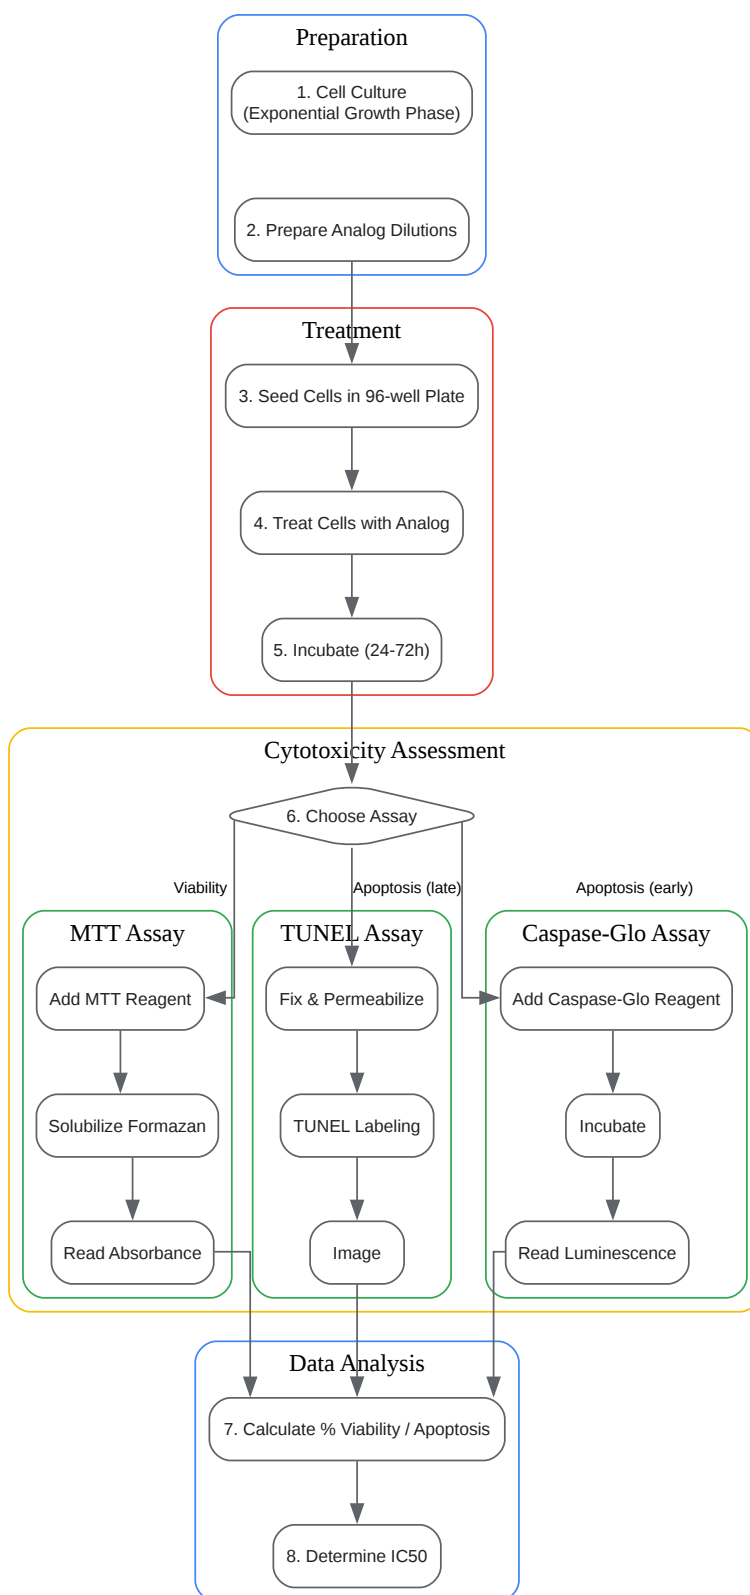 Preparation
1. Cell Culture
(Exponential Growth Phase)
2. Prepare Analog Dilutions
Treatment
3. Seed Cells in 96-well Plate
4. Treat Cells with Analog
5. Incubate (24-72h)
Cytotoxicity Assessment
6. Choose Assay
Viability
Apoptosis (late)
Apoptosis (early)
MTT Assay
Add MTT Reagent
Solubilize Formazan
Read Absorbance
TUNEL Assay
Fix & Permeabilize
TUNEL Labeling
Image
Caspase-Glo Assay
Add Caspase-Glo Reagent
Incubate
Read Luminescence
Data Analysis
7. Calculate % Viability / Apoptosis
8. Determine IC50